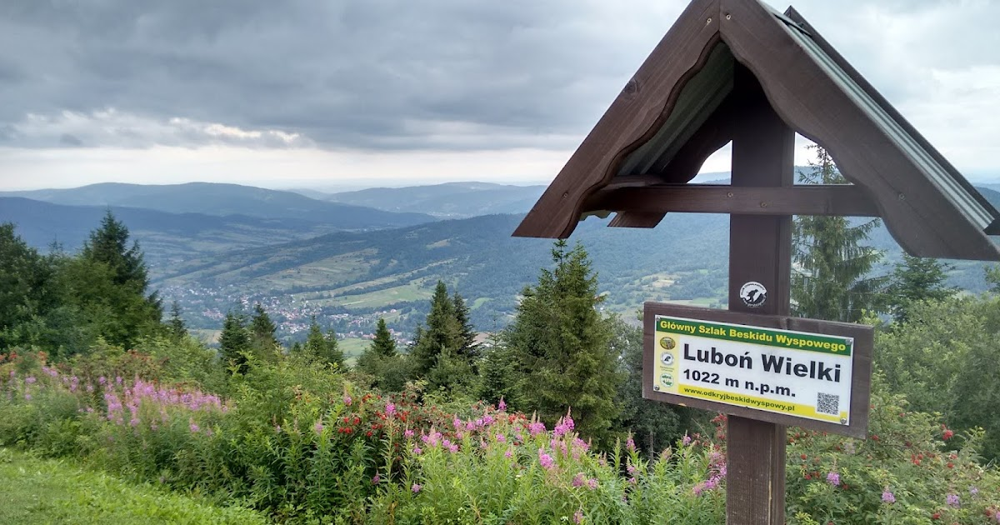 Główny Szlak Beskidu Wyspowego
Luboń Wielki
1022 m n.p.m.
www.odkryjbeskidwyspowy.pl